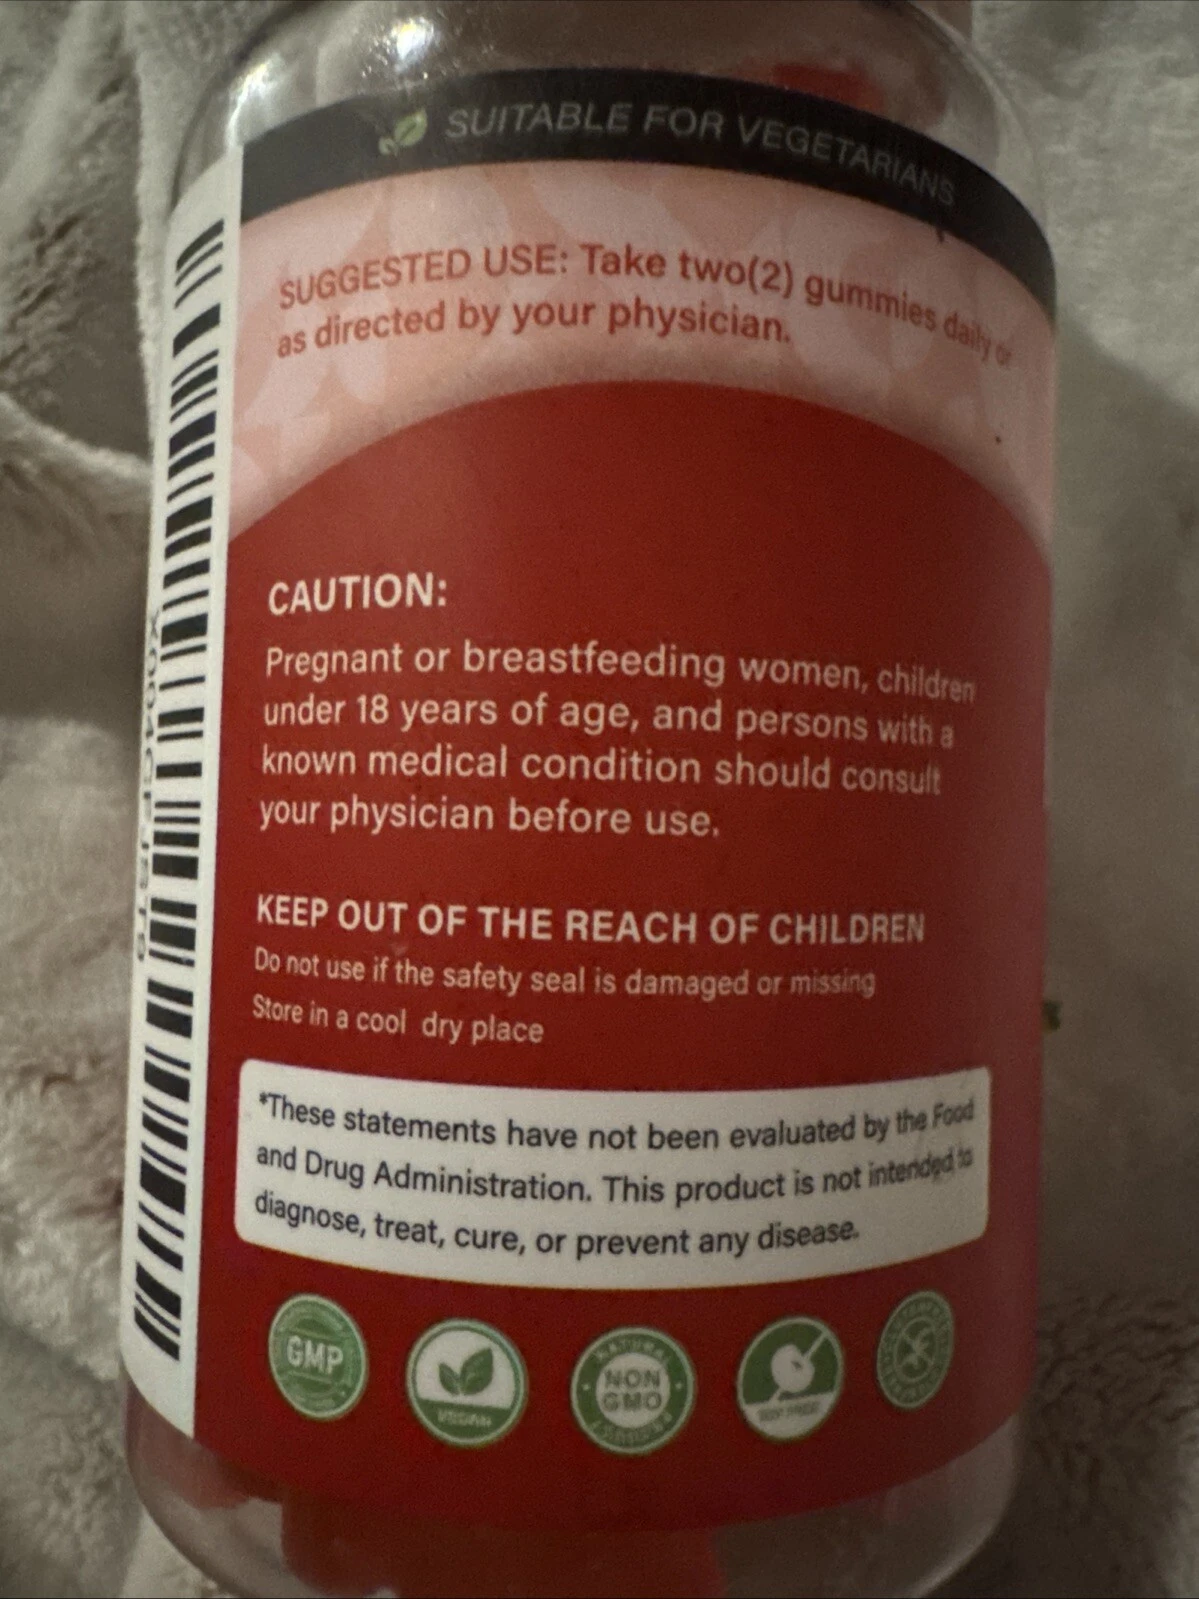 SUITABLE FOR VEGETARIANS
SUGGESTED USE: Take two(2) gummies daily or
as directed by your physician.
CAUTION:
Pregnant or breastfeeding women, children
under 18 years of age, and persons with a
known medical condition should consult
your physician before use.
KEEP OUT OF THE REACH OF CHILDREN
Do not use if the safety seal is damaged or missing
Store in a cool dry place
*These statements have not been evaluated by the Food
and Drug Administration. This product is not intended to
diagnose, treat, cure, or prevent any disease.
GMP
VEGAN
NATURAL
NON
GMO
SOY FREE